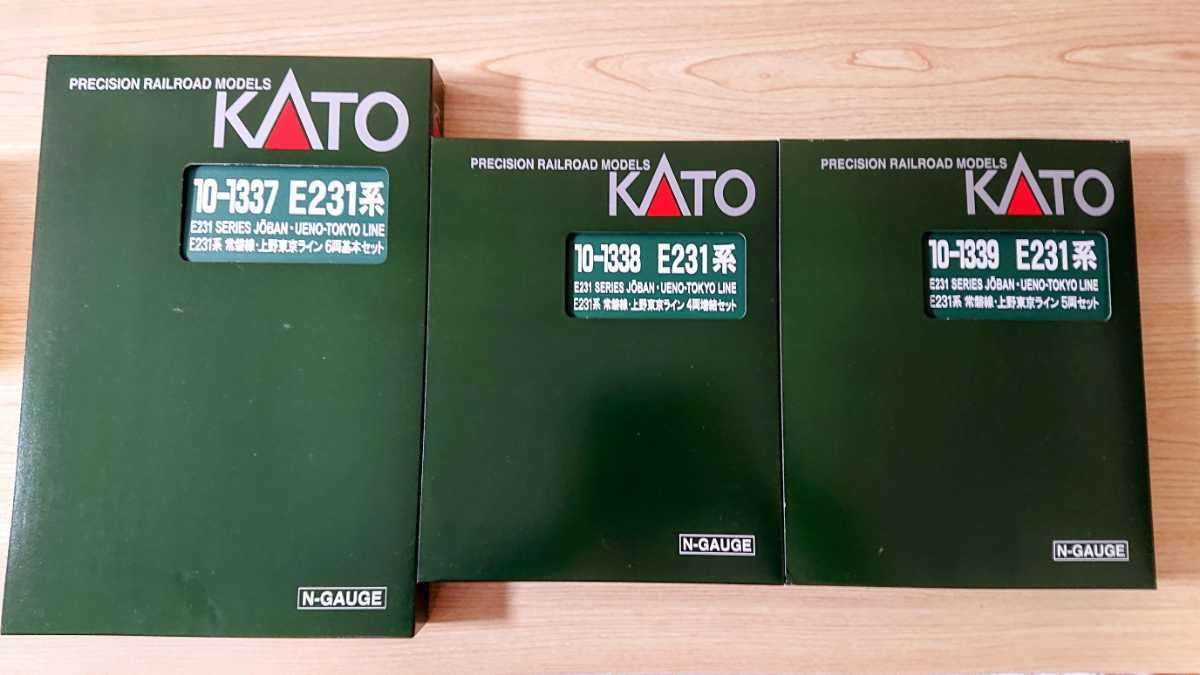 PRECISION RAILROAD MODELS
KATO
10-1337 E231系
E231 SERIES JŌBAN・UENO-TOKYO LINE
E231系 常磐線・上野東京ライン 6両基本セット
N-GAUGE
PRECISION RAILROAD MODELS
KATO
10-1338 E231系
E231 SERIES JŌBAN・UENO-TOKYO LINE
E231系 常磐線・上野東京ライン 4両増結セット
N-GAUGE
PRECISION RAILROAD MODELS
KATO
10-1339 E231系
E231 SERIES JŌBAN・UENO-TOKYO LINE
E231系 常磐線・上野東京ライン 5両セット
N-GAUGE